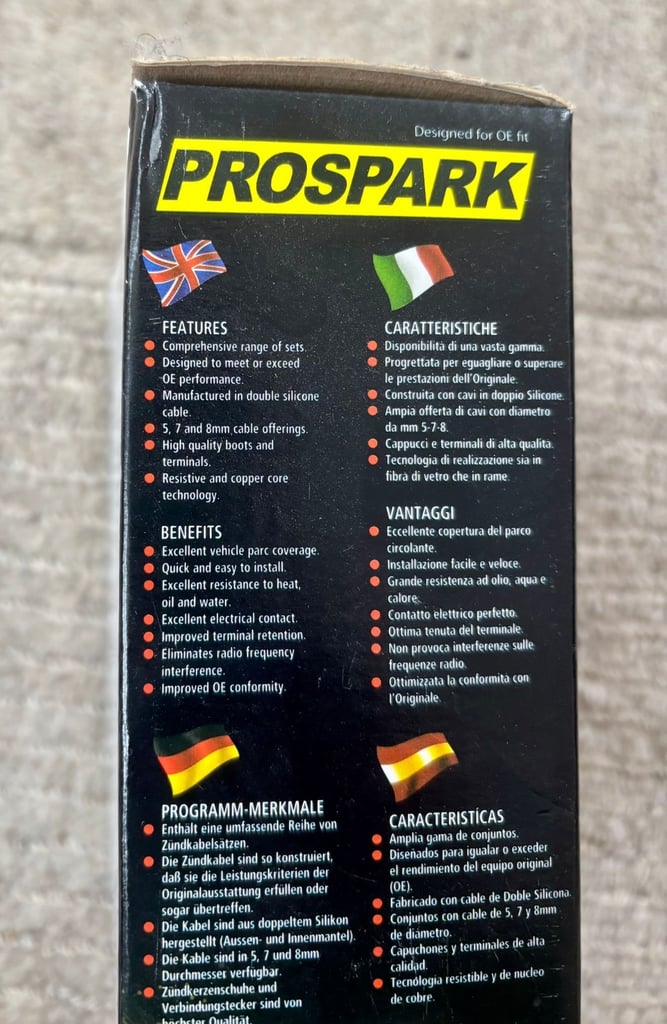 Designed for OE fit
PROSPARK
FEATURES
Comprehensive range of sets.
Designed to meet or exceed
OE performance.
Manufactured in double silicone
cable.
5, 7 and 8mm cable offerings.
High quality boots and
terminals.
Resistive and copper core
technology.
BENEFITS
Excellent vehicle parc coverage.
Quick and easy to install.
Excellent resistance to heat,
oil and water.
Excellent electrical contact.
Improved terminal retention.
Eliminates radio frequency
interference.
Improved OE conformity.
CARATTERISTICHE
Disponibilità di una vasta gamma.
Progrettata per eguagliare o superare
le prestazioni dell'Originale.
Construita con cavi in doppio Silicone.
Ampia offerta di cavi con diametro
da mm 5-7-8.
Cappucci e terminali di alta qualita.
Tecnologia di realizzazione sia in
fibra di vetro che in rame.
VANTAGGI
Eccellente copertura del parco
circolante.
Installazione facile e veloce.
Grande resistenza ad olio, aqua e
calore.
Contatto elettrico perfetto.
Ottima tenuta del terminale.
Non provoca interferenze sulle
frequenze radio.
Ottimizzata la conformità con
l'Originale.
PROGRAMM-MERKMALE
Enthält eine umfassende Reihe von
Zündkabelsätzen.
Die Zündkabel sind so konstruiert,
daß sie die Leistungskriterien der
Originalausstattung erfüllen oder
sogar übertreffen.
Die Kabel sind aus doppeltem Silikon
hergestellt (Aussen- und Innenmantel).
Die Kable sind in 5, 7 und 8mm
Durchmesser verfügbar.
Zündkerzenschuhe und
Verbindungstecker sind von
höchster Qualität.
CARACTERISTÍCAS
Amplia gama de conjuntos.
Diseñados para igualar o exceder
el rendimiento del equipo original
(OE).
Fabricado con cable de Doble Silicona.
Conjuntos con cable de 5, 7 y 8mm
de diámetro.
Capuchones y terminales de alta
calidad.
Tecnólogia resistible y de nucleo
de cobre.